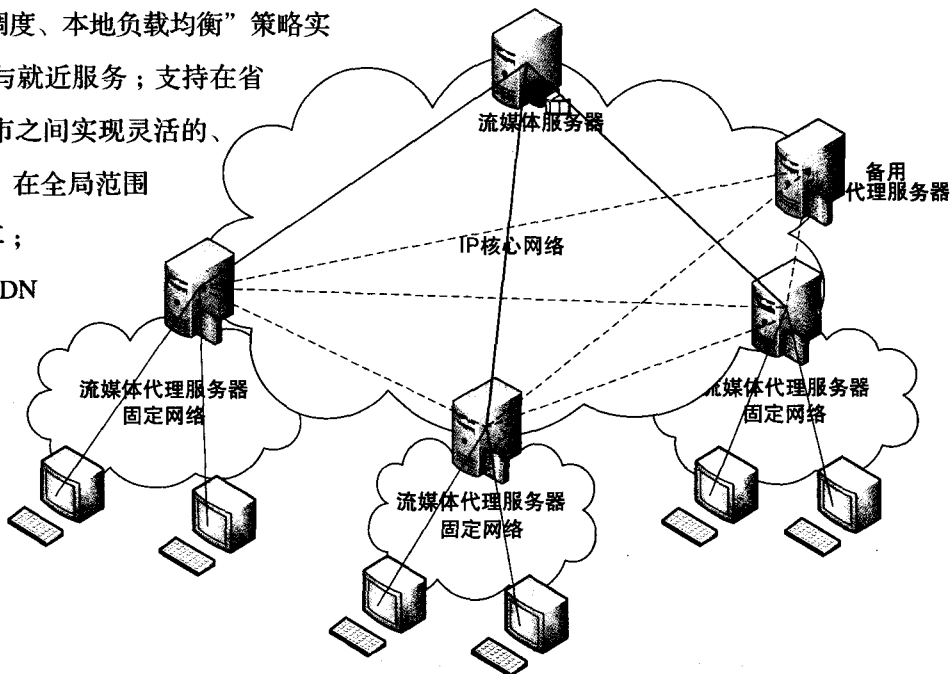 调度、本地负载均衡”策略实
与就近服务；支持在省
市之间实现灵活的、
在全局范围
；
DN
流媒体服务器
备用
代理服务器
IP核心网络
流媒体代理服务器
固定网络
流媒体代理服务器
固定网络
流媒体代理服务器
固定网络